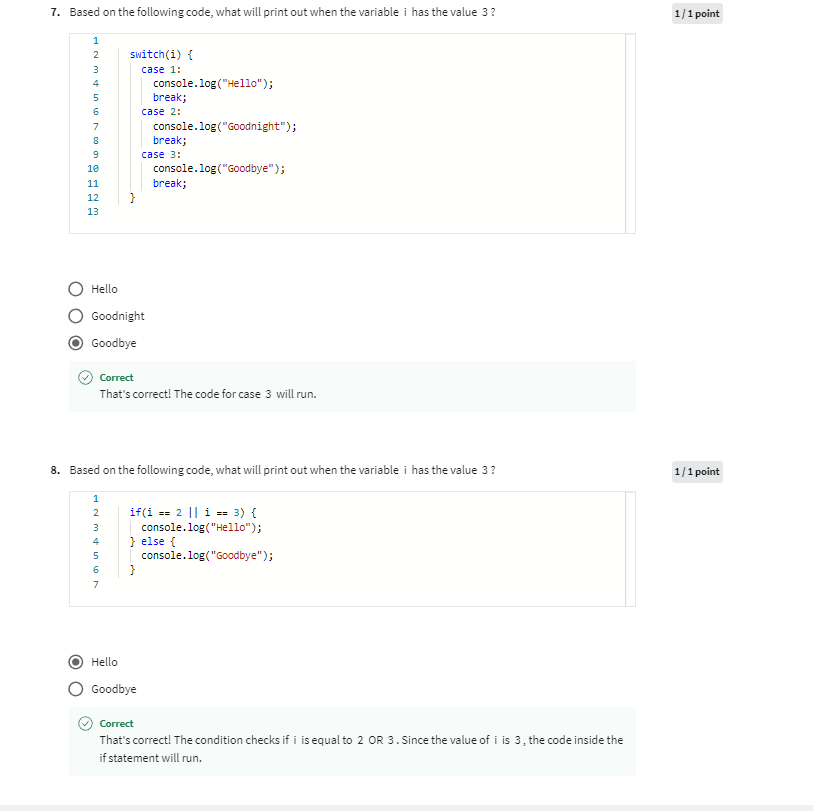 7. Based on the following code, what will print out when the variable i has the value 3?
1/1 point
1
2 switch(i) {
3 case 1:
4 console.log("Hello");
5 break;
6 case 2:
7 console.log("Goodnight");
8 break;
9 case 3:
10 console.log("Goodbye");
11 break;
12 }
13
Hello
Goodnight
Goodbye
Correct
That's correct! The code for case 3 will run.
8. Based on the following code, what will print out when the variable i has the value 3?
1/1 point
1
2 if(i == 2 || i == 3) {
3 console.log("Hello");
4 } else {
5 console.log("Goodbye");
6 }
7
Hello
Goodbye
Correct
That's correct! The condition checks if i is equal to 2 OR 3. Since the value of i is 3, the code inside the
if statement will run.